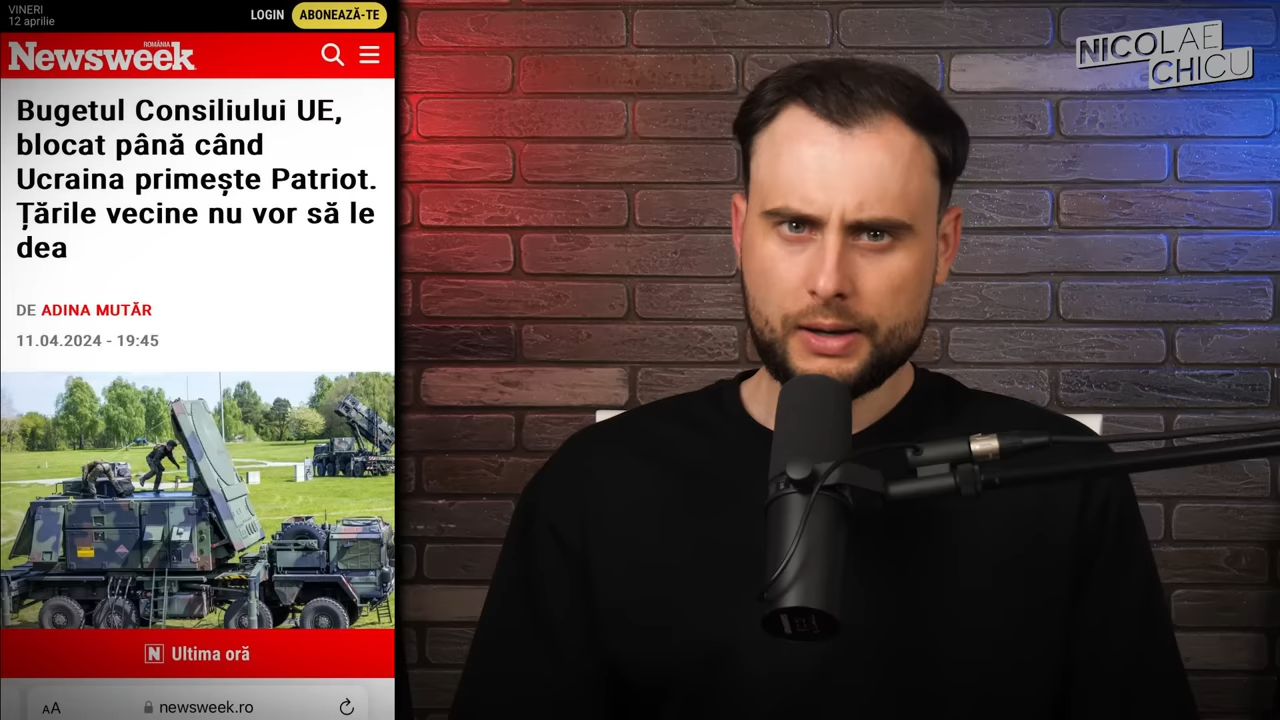 VINERI
12 aprilie
LOGIN
ABONEAZĂ-TE
ROMÂNIA
Newsweek
Bugetul Consiliului UE,
blocat până când
Ucraina primește Patriot.
Țările vecine nu vor să le
dea
DE ADINA MUTĂR
11.04.2024 - 19:45
N Ultima oră
AA
newsweek.ro
NICOLAE
CHICU